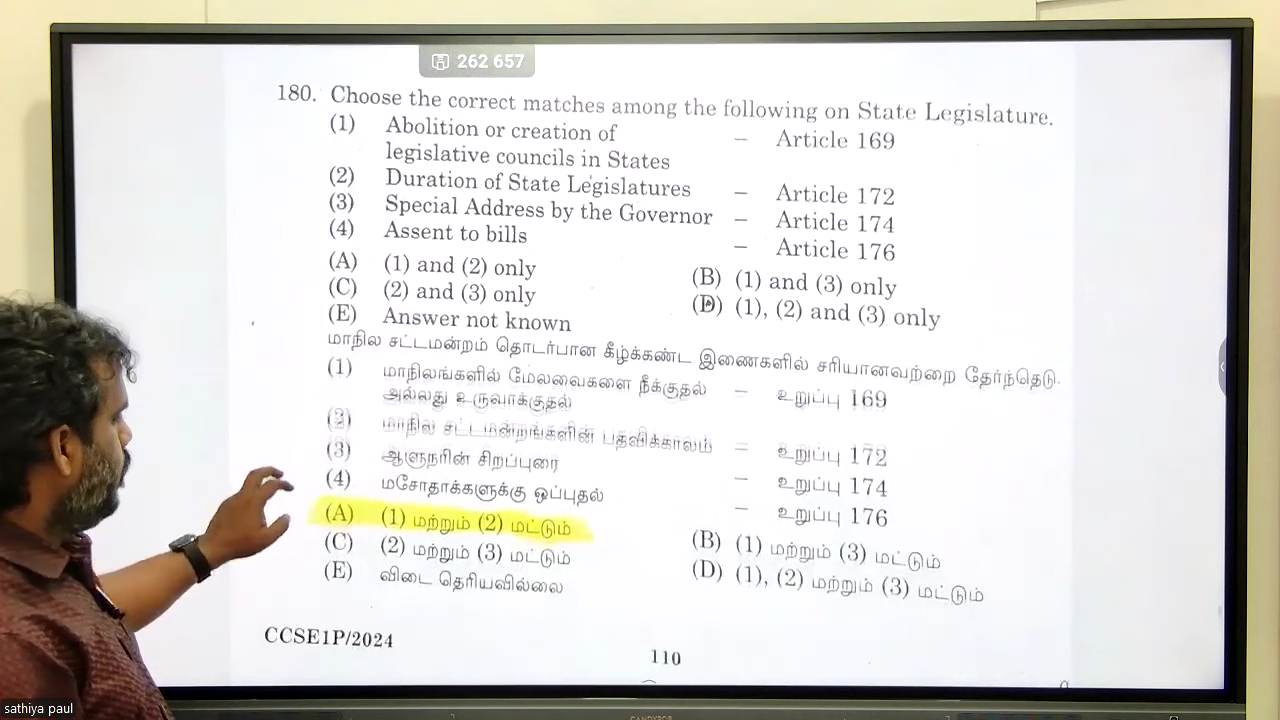 262 657
180. Choose the correct matches among the following on State Legislature.
(1) Abolition or creation of – Article 169
legislative councils in States
(2) Duration of State Legislatures – Article 172
(3) Special Address by the Governor – Article 174
(4) Assent to bills – Article 176
(A) (1) and (2) only (B) (1) and (3) only
(C) (2) and (3) only (D) (1), (2) and (3) only
(E) Answer not known
மாநில சட்டமன்றம் தொடர்பான கீழ்க்கண்ட இணைகளில் சரியானவற்றை தேர்ந்தெடு.
(1) மாநிலங்களில் மேலவைகளை நீக்குதல் – உறுப்பு 169
அல்லது உருவாக்குதல்
(2) மாநில சட்டமன்றங்களின் பதவிக்காலம் – உறுப்பு 172
(3) ஆளுநரின் சிறப்புரை – உறுப்பு 174
(4) மசோதாக்களுக்கு ஒப்புதல் – உறுப்பு 176
(A) (1) மற்றும் (2) மட்டும் (B) (1) மற்றும் (3) மட்டும்
(C) (2) மற்றும் (3) மட்டும் (D) (1), (2) மற்றும் (3) மட்டும்
(E) விடை தெரியவில்லை
CCSE1P/2024
110
sathiya paul